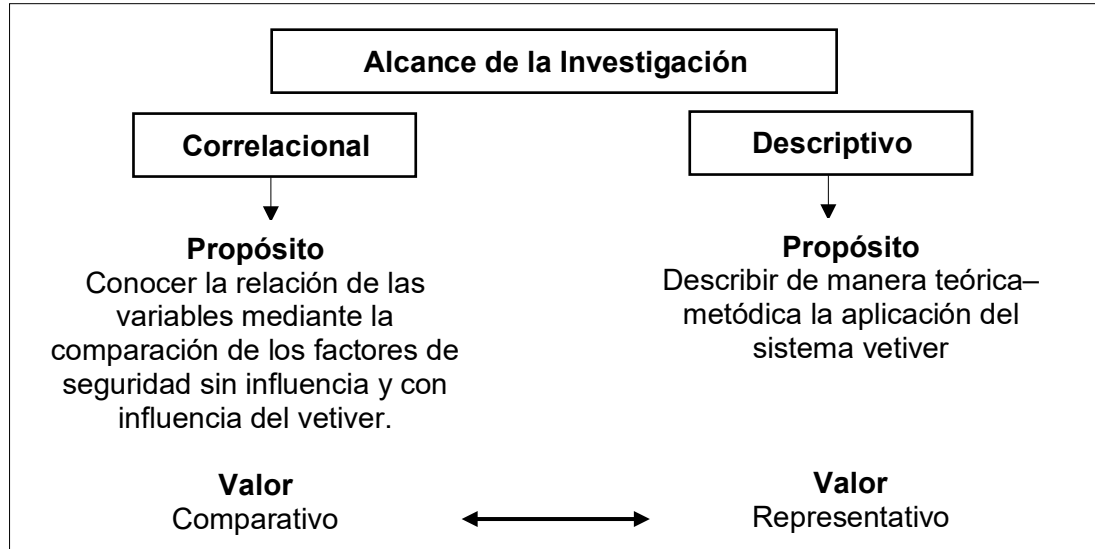 Alcance de la Investigación
Correlacional
Propósito
Conocer la relación de las
variables mediante la
comparación de los factores de
seguridad sin influencia y con
influencia del vetiver.
Valor
Comparativo
Descriptivo
Propósito
Describir de manera teórica–
metódica la aplicación del
sistema vetiver
Valor
Representativo